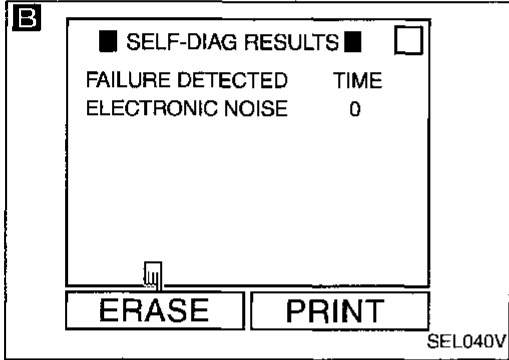 B
■ SELF-DIAG RESULTS ■
FAILURE DETECTED TIME
ELECTRONIC NOISE 0
ERASE PRINT
SEL040V